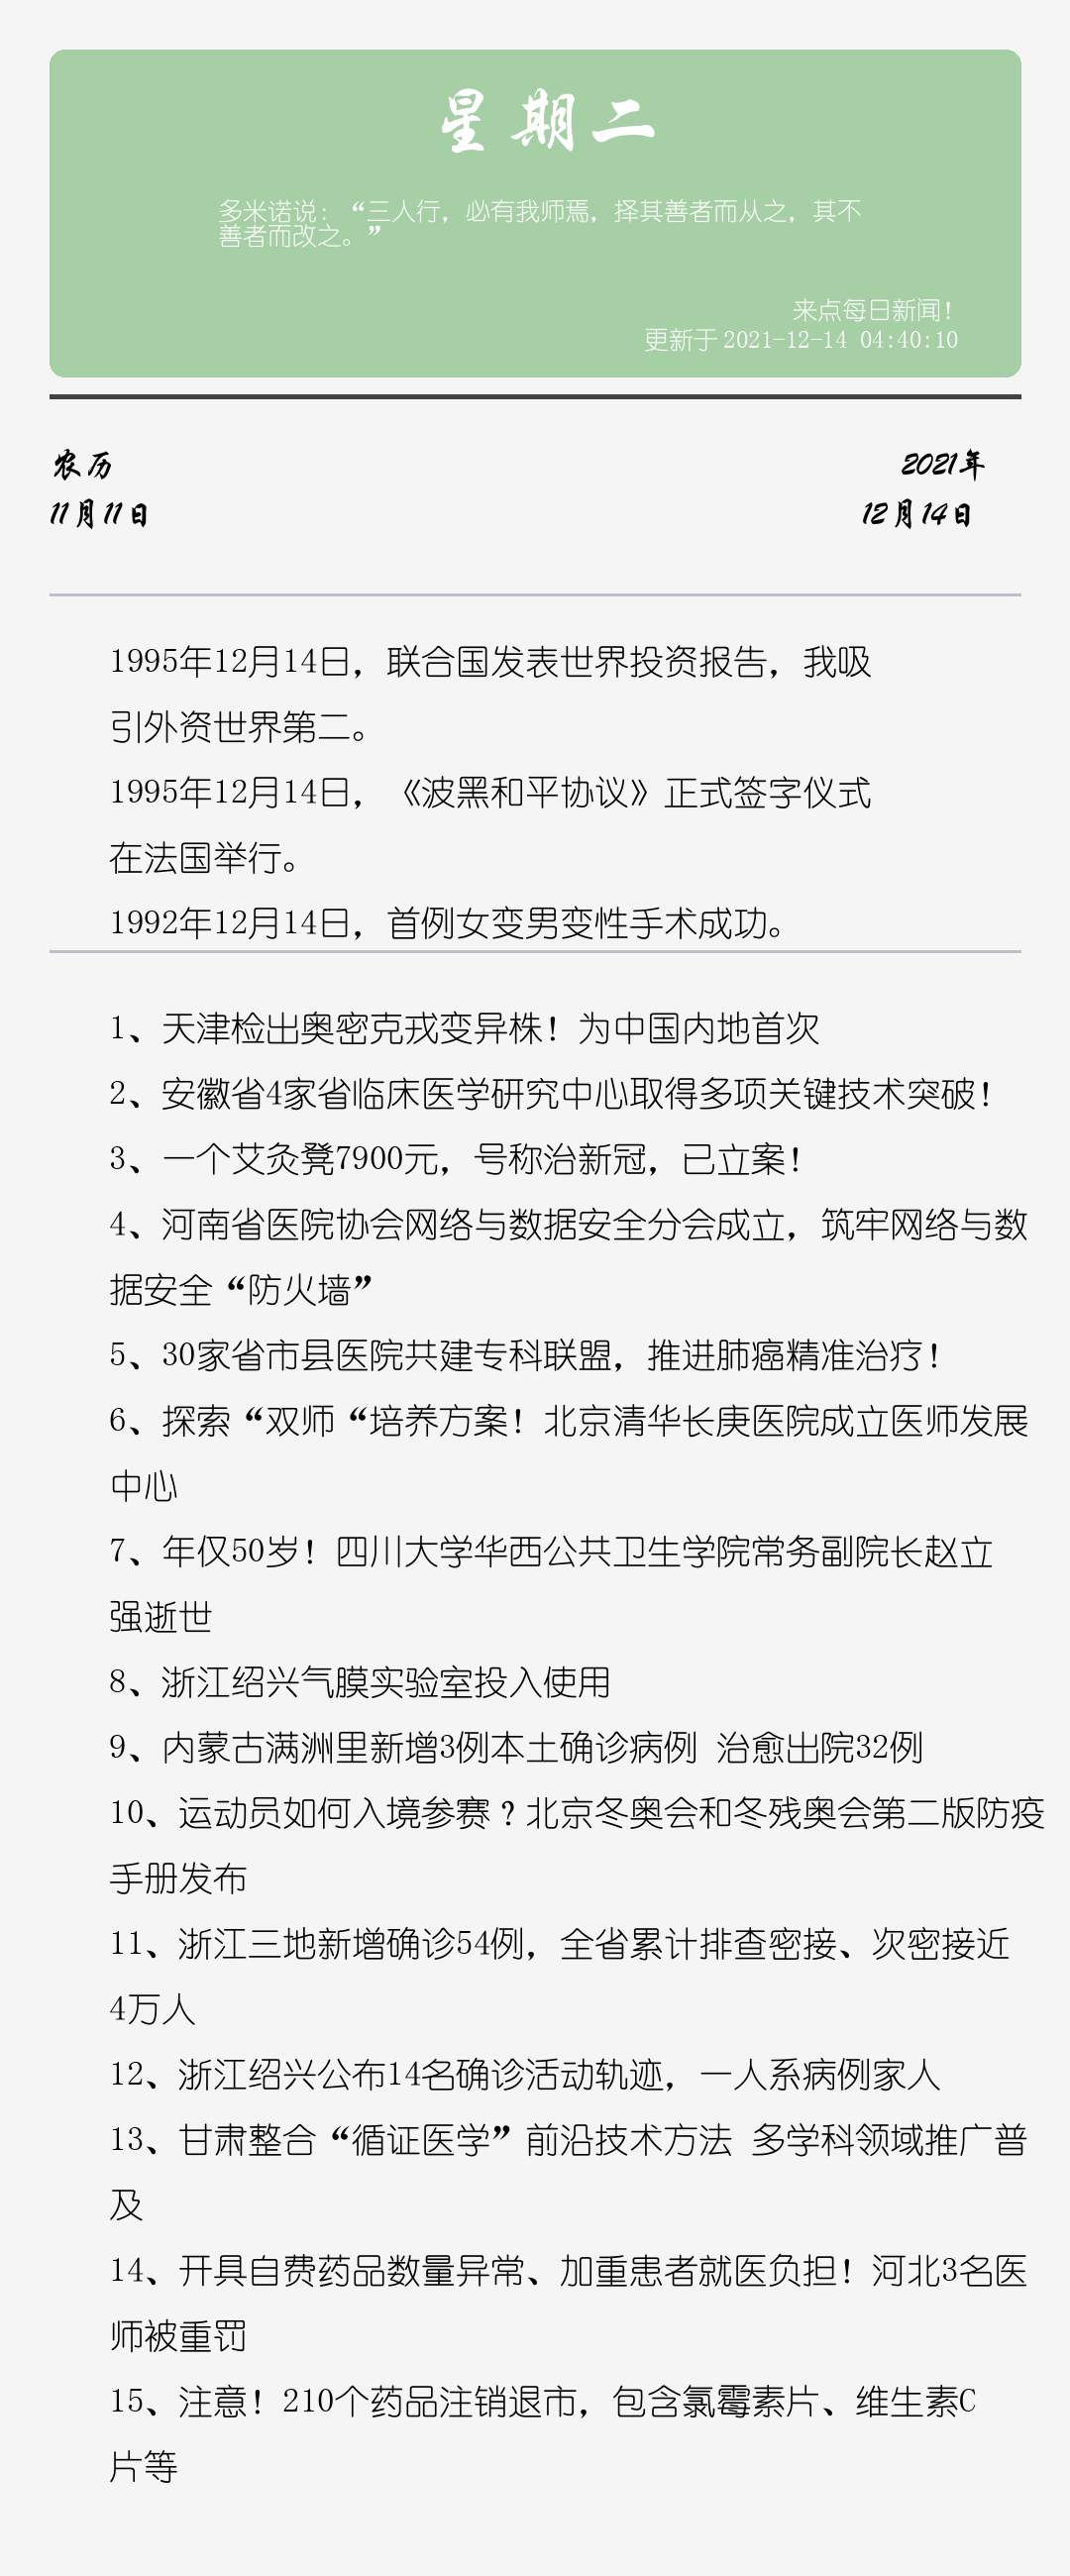 星期二
多米诺说：“三人行，必有我师焉，择其善者而从之，其不
善者而改之。”
来点每日新闻！
更新于2021-12-14 04:40:10
农历
2021年
11月11日
12月14日
1995年12月14日，联合国发表世界投资报告，我吸
引外资世界第二。
1995年12月14日，《波黑和平协议》正式签字仪式
在法国举行。
1992年12月14日，首例女变男变性手术成功。
1、天津检出奥密克戎变异株！为中国内地首次
2、安徽省4家省临床医学研究中心取得多项关键技术突破！
3、一个艾灸凳7900元，号称治新冠，已立案！
4、河南省医院协会网络与数据安全分会成立，筑牢网络与数
据安全“防火墙”
5、30家省市县医院共建专科联盟，推进肺癌精准治疗！
6、探索“双师“培养方案！北京清华长庚医院成立医师发展
中心
7、年仅50岁！四川大学华西公共卫生学院常务副院长赵立
强逝世
8、浙江绍兴气膜实验室投入使用
9、内蒙古满洲里新增3例本土确诊病例 治愈出院32例
10、运动员如何入境参赛？北京冬奥会和冬残奥会第二版防疫
手册发布
11、浙江三地新增确诊54例，全省累计排查密接、次密接近
4万人
12、浙江绍兴公布14名确诊活动轨迹，一人系病例家人
13、甘肃整合“循证医学”前沿技术方法 多学科领域推广普
及
14、开具自费药品数量异常、加重患者就医负担！河北3名医
师被重罚
15、注意！210个药品注销退市，包含氯霉素片、维生素C
片等